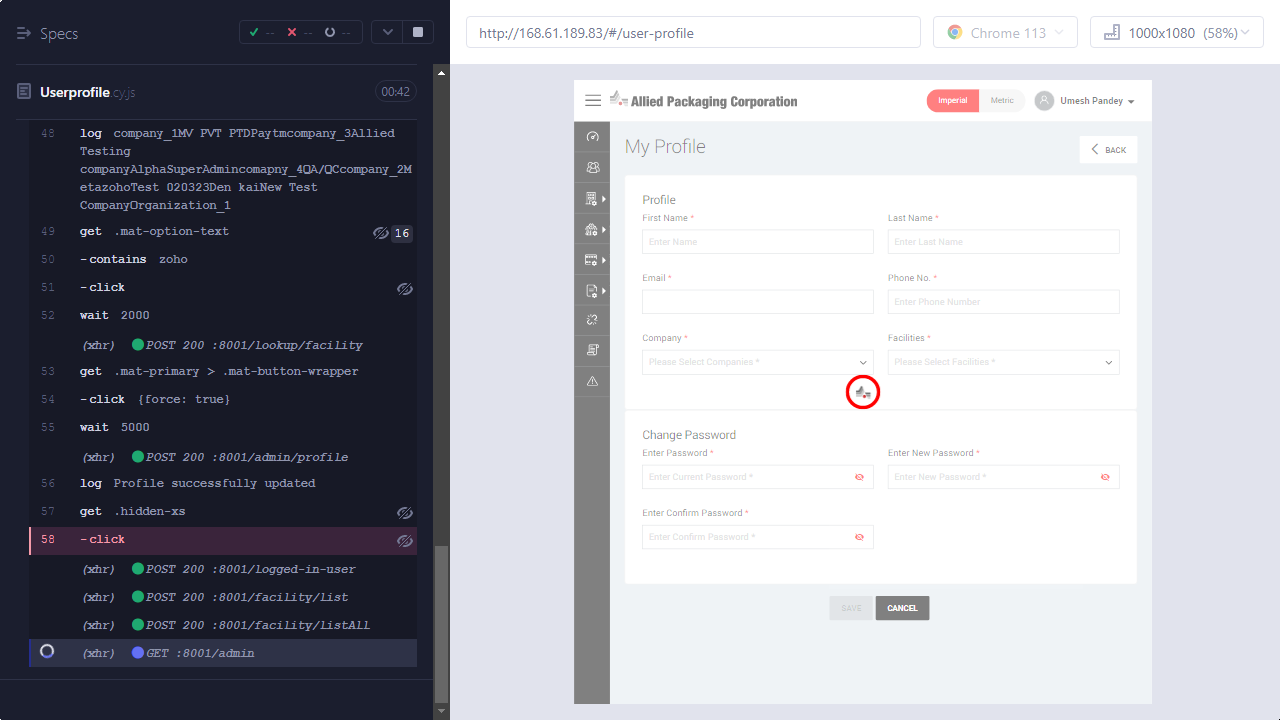 Specs
-- -- --
http://168.61.189.83/#/user-profile
Chrome 113
1000x1080 (58%)
Userprofile.cy.js
00:42
48 log company_1MV PVT PTDPaytmcompany_3Allied
Testing
companyAlphaSuperAdmincomapny_4QA/QCcompany_2M
etazohoTest 020323Den kaiNew Test
CompanyOrganization_1
49 get .mat-option-text 16
50 -contains zoho
51 -click
52 wait 2000
(xhr) POST 200 :8001/Lookup/facility
53 get .mat-primary > .mat-button-wrapper
54 -click {force: true}
55 wait 5000
(xhr) POST 200 :8001/admin/profile
56 log Profile successfully updated
57 get .hidden-xs
58 -click
(xhr) POST 200 :8001/logged-in-user
(xhr) POST 200 :8001/facility/list
(xhr) POST 200 :8001/facility/listAll
(xhr) GET :8001/admin
Allied Packaging Corporation
Imperial Metric
Umesh Pandey
My Profile
BACK
Profile
First Name * Last Name *
Enter Name Enter Last Name
Email * Phone No. *
Enter Phone Number
Company * Facilities *
Please Select Companies * Please Select Facilities *
Change Password
Enter Password * Enter New Password *
Enter Current Password * Enter New Password *
Enter Confirm Password *
Enter Confirm Password *
SAVE CANCEL